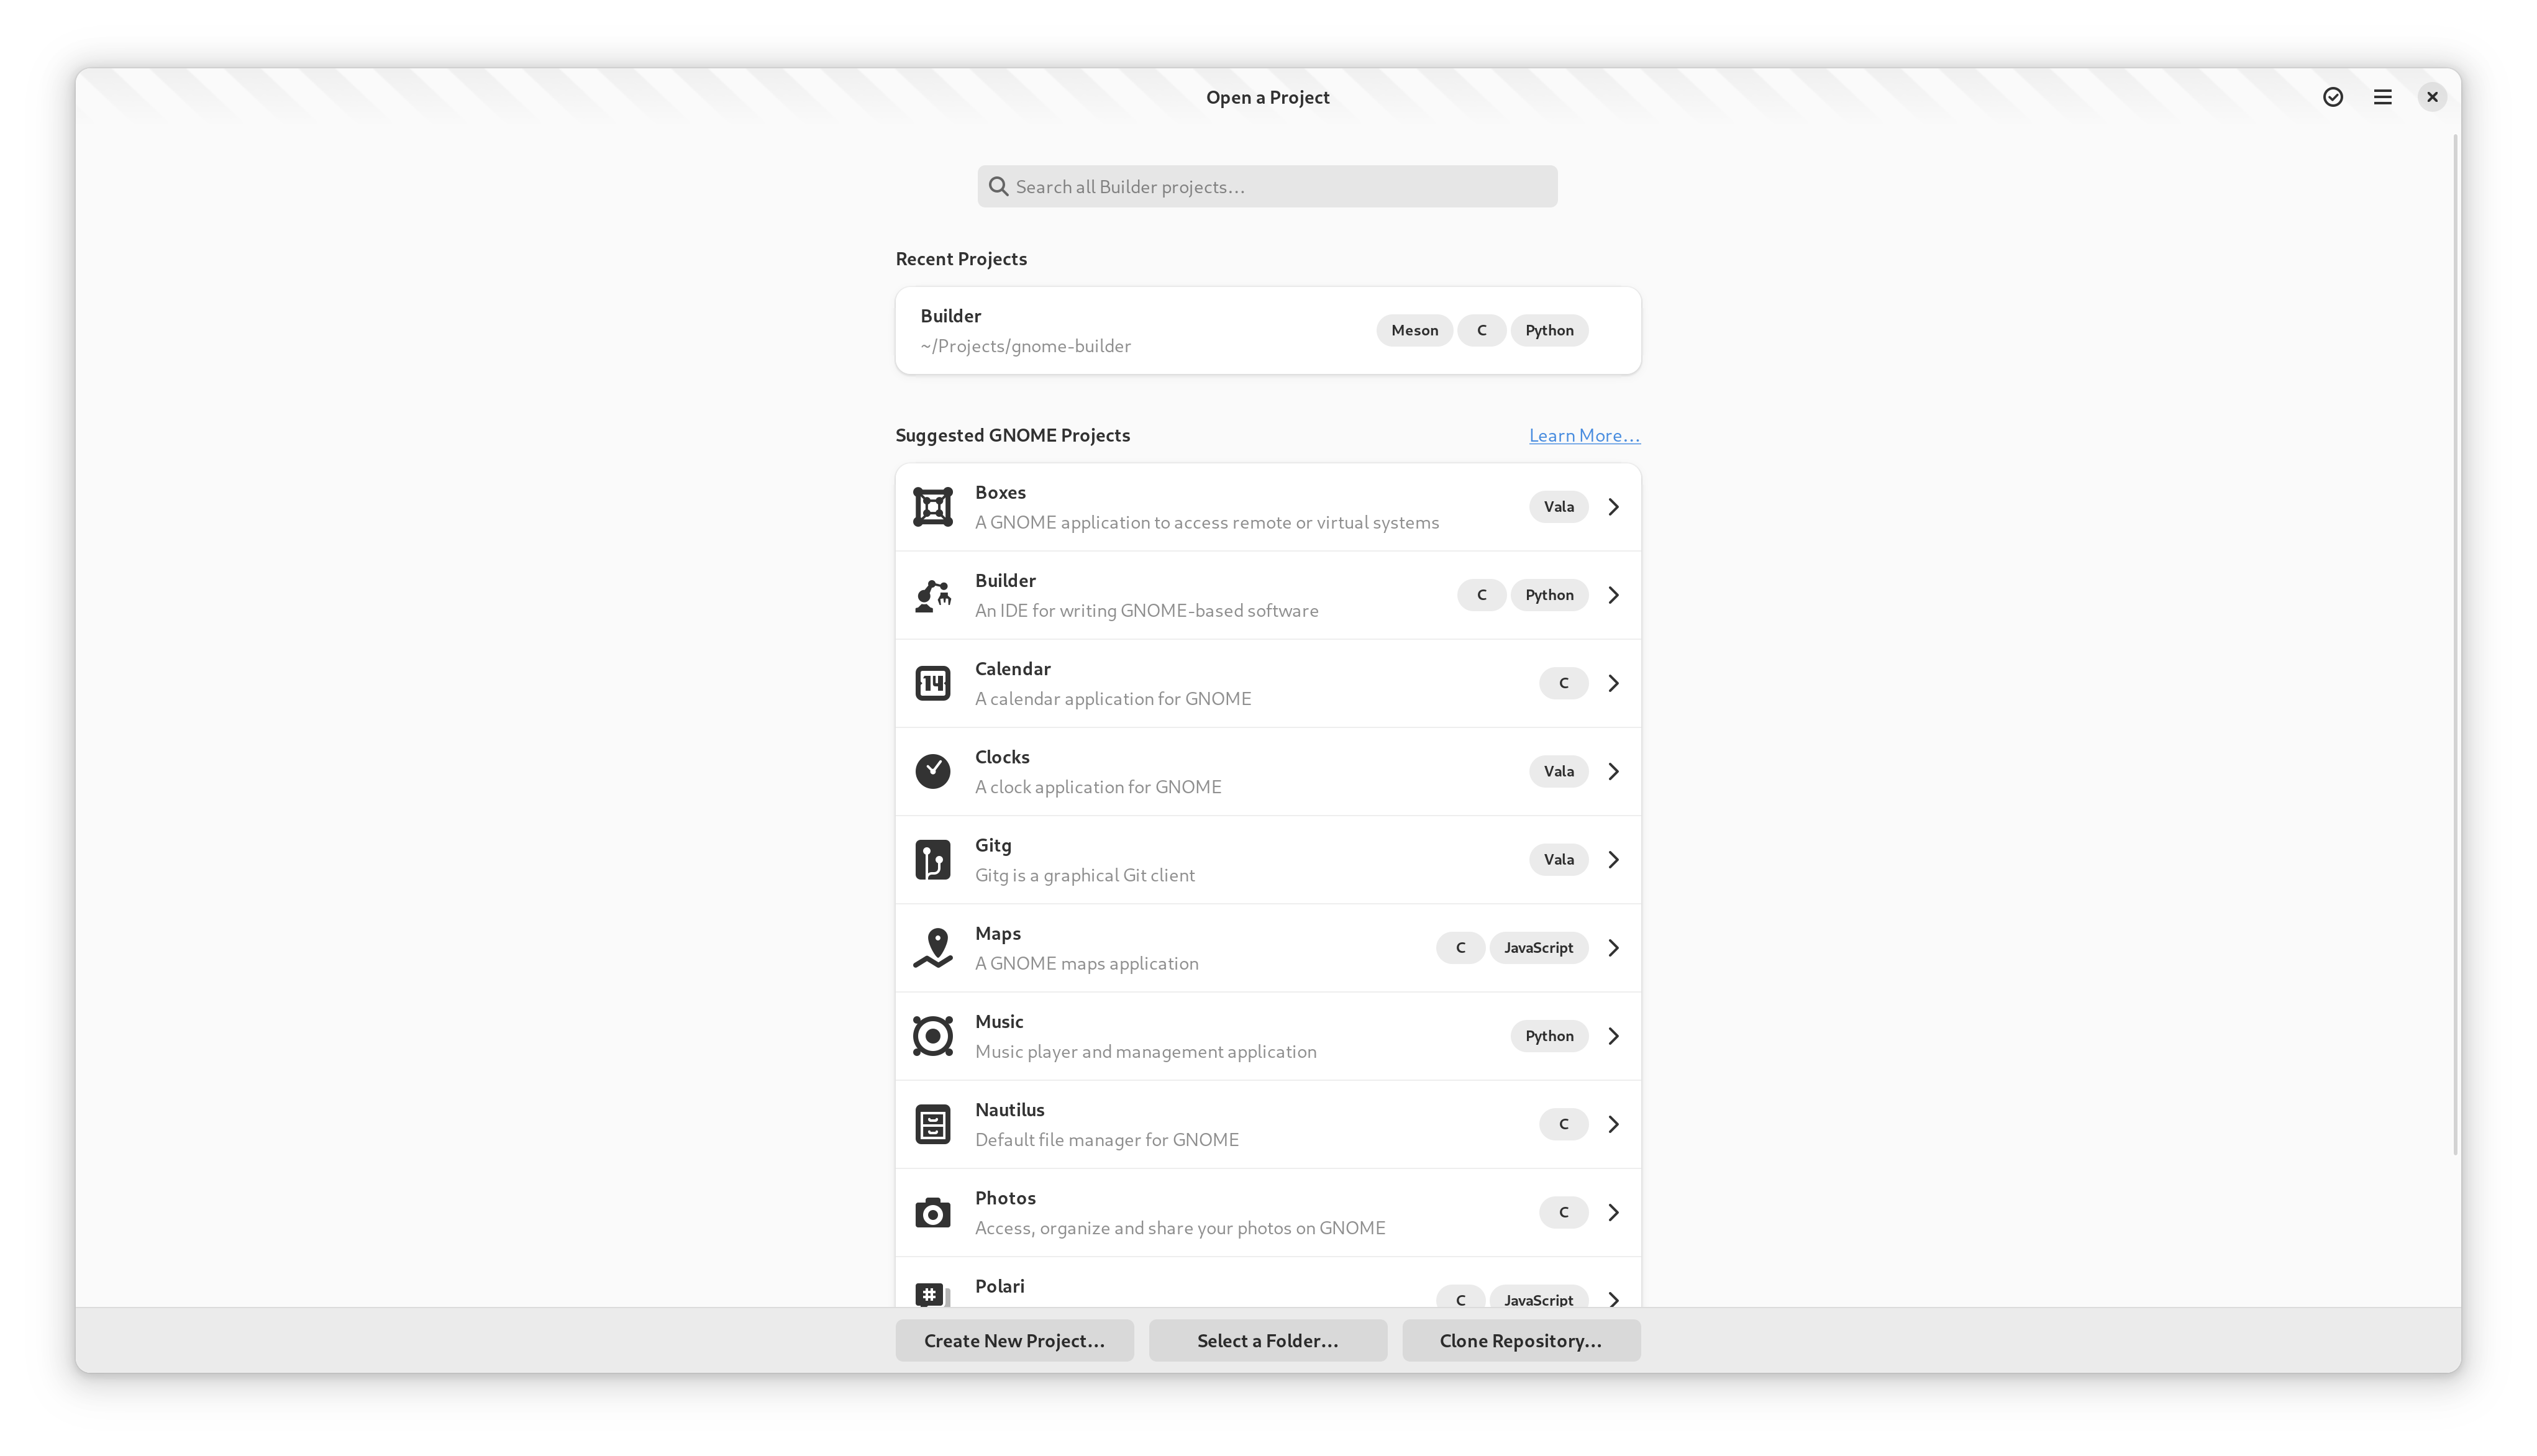 Open a Project
Search all Builder projects...
Recent Projects
Builder
~/Projects/gnome-builder
Meson C Python
Suggested GNOME Projects
Learn More...
Boxes
A GNOME application to access remote or virtual systems
Vala
Builder
An IDE for writing GNOME-based software
C Python
14
Calendar
A calendar application for GNOME
C
Clocks
A clock application for GNOME
Vala
Gitg
Gitg is a graphical Git client
Vala
Maps
A GNOME maps application
C JavaScript
Music
Music player and management application
Python
Nautilus
Default file manager for GNOME
C
Photos
Access, organize and share your photos on GNOME
C
#
Polari
C JavaScript
Create New Project...
Select a Folder...
Clone Repository...